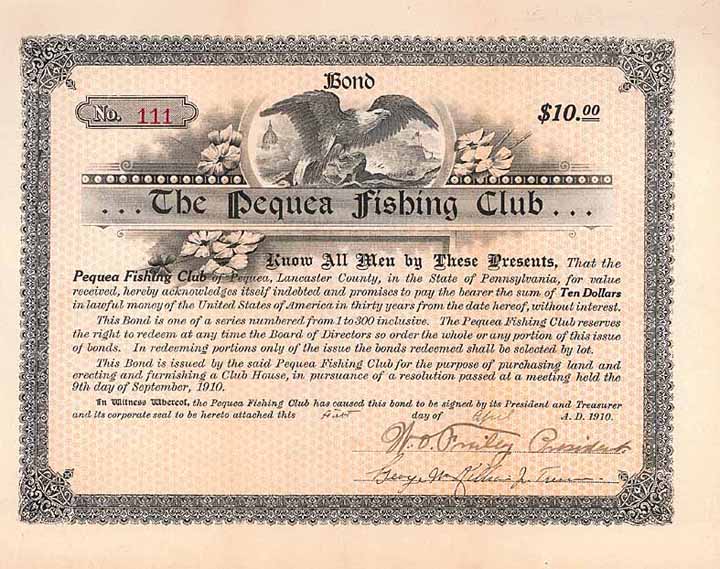 Bond
No. 111
$10.00
... The Pequea Fishing Club ...
Know All Men by These Presents, That the
Pequea Fishing Club of Pequea, Lancaster County, in the State of Pennsylvania, for value
received, hereby acknowledges itself indebted and promises to pay the bearer the sum of Ten Dollars
in lawful money of the United States of America in thirty years from the date hereof, without interest.
This Bond is one of a series numbered from 1 to 300 inclusive. The Pequea Fishing Club reserves
the right to redeem at any time the Board of Directors so order the whole or any portion of this issue
of bonds. In redeeming portions only of the issue the bonds redeemed shall be selected by lot.
This Bond is issued by the said Pequea Fishing Club for the purpose of purchasing land and
erecting and furnishing a Club House, in pursuance of a resolution passed at a meeting held the
9th day of September, 1910.
In Witness Whereof, the Pequea Fishing Club has caused this bond to be signed by its President and Treasurer
and its corporate seal to be hereto attached this first day of April A. D. 1910.
W. O. President
George